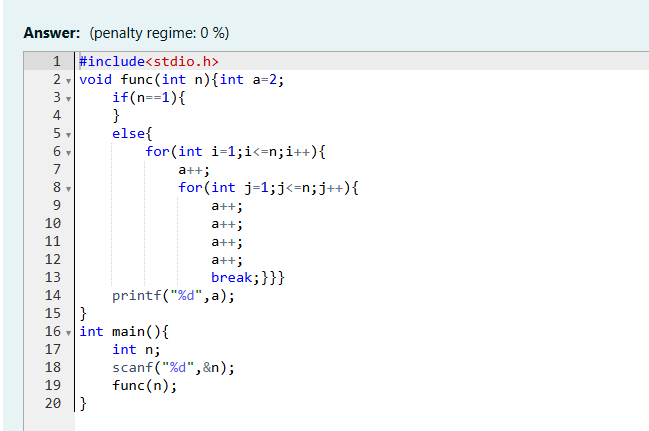 Answer: (penalty regime: 0 %)
1 #include<stdio.h>
2 void func(int n){int a=2;
3     if(n==1){
4     }
5     else{
6         for(int i=1;i<=n;i++){
7             a++;
8             for(int j=1;j<=n;j++){
9                 a++;
10                 a++;
11                 a++;
12                 a++;
13                 break;}}}
14     printf("%d",a);
15 }
16 int main(){
17     int n;
18     scanf("%d",&n);
19     func(n);
20 }